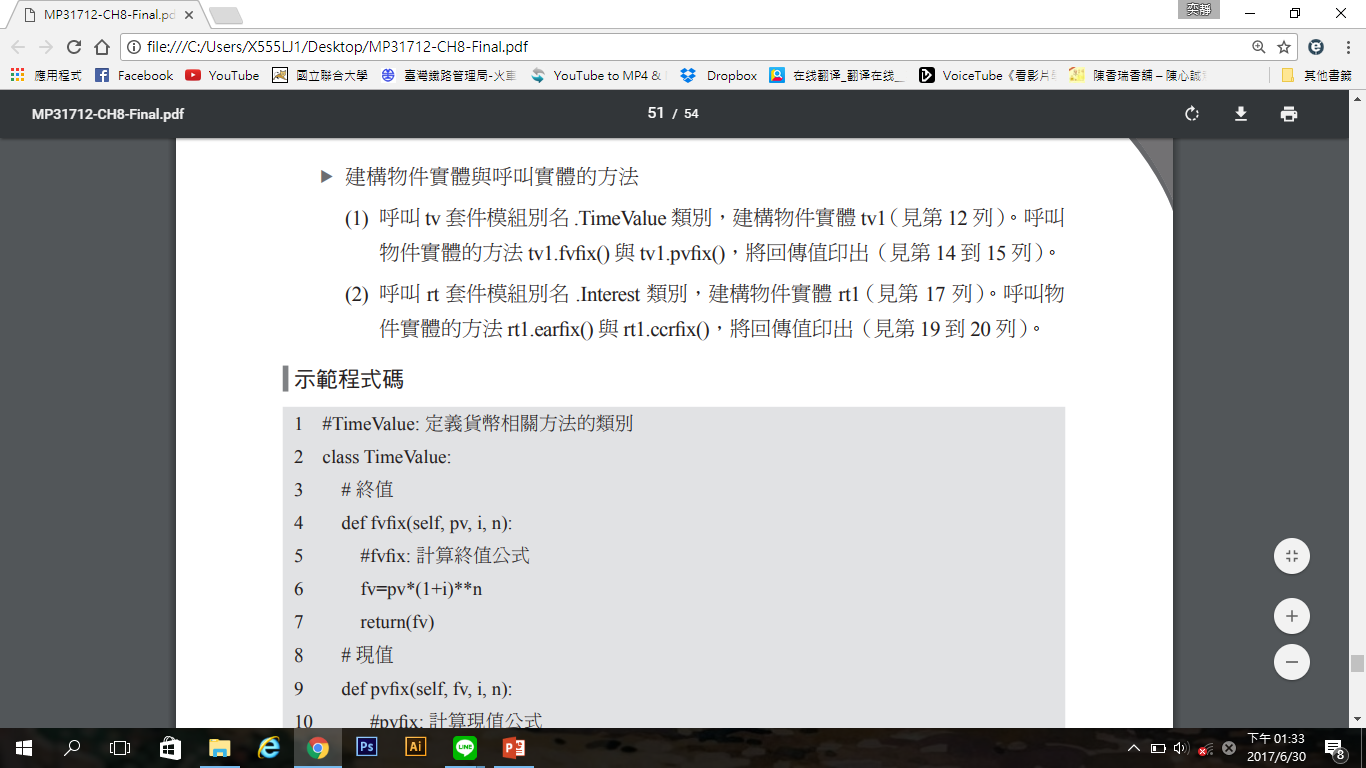 MP31712-CH8-Final.pdf
奕靜
file:///C:/Users/X555LJ1/Desktop/MP31712-CH8-Final.pdf
應用程式 Facebook YouTube 國立聯合大學 臺灣鐵路管理局-火車 YouTube to MP4 & Dropbox 在线翻译_翻译在线_ VoiceTube《看影片 陳香瑞香舖 – 陳心誠 其他書籤
MP31712-CH8-Final.pdf 51 / 54
▶ 建構物件實體與呼叫實體的方法
(1) 呼叫 tv 套件模組別名 .TimeValue 類別，建構物件實體 tv1（見第 12 列）。呼叫
物件實體的方法 tv1.fvfix() 與 tv1.pvfix()，將回傳值印出（見第 14 到 15 列）。
(2) 呼叫 rt 套件模組別名 .Interest 類別，建構物件實體 rt1（見第 17 列）。呼叫物
件實體的方法 rt1.earfix() 與 rt1.ccrfix()，將回傳值印出（見第 19 到 20 列）。
示範程式碼
1 #TimeValue: 定義貨幣相關方法的類別
2 class TimeValue:
3 # 終值
4 def fvfix(self, pv, i, n):
5 #fvfix: 計算終值公式
6 fv=pv*(1+i)**n
7 return(fv)
8 # 現值
9 def pvfix(self, fv, i, n):
10 #pvfix: 計算現值公式
Ps Ai LINE P
下午 01:33
2017/6/30
8